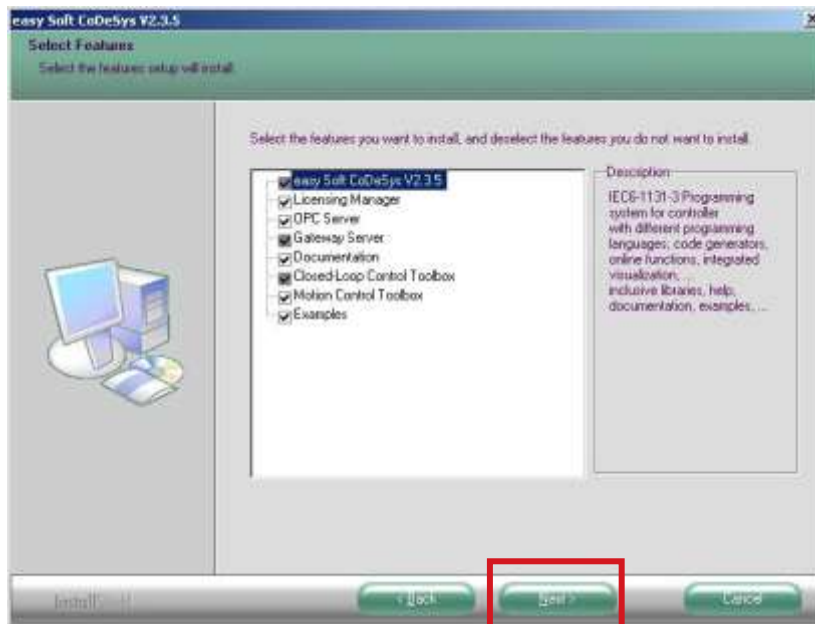 easy Soft CoDeSys V2.3.5
Select Features
Select the features setup will install.
Select the features you want to install, and deselect the features you do not want to install.
easy Soft CoDeSys V2.3.5
Licensing Manager
OPC Server
Gateway Server
Documentation
Closed-Loop Control Toolbox
Motion Control Toolbox
Examples
Description
IEC6-1131-3 Programming
system for controller
with different programming
languages; code generators,
online functions, integrated
visualization, ...
inclusive libraries, help,
documentation, examples, ...
< Back
Next >
Cancel